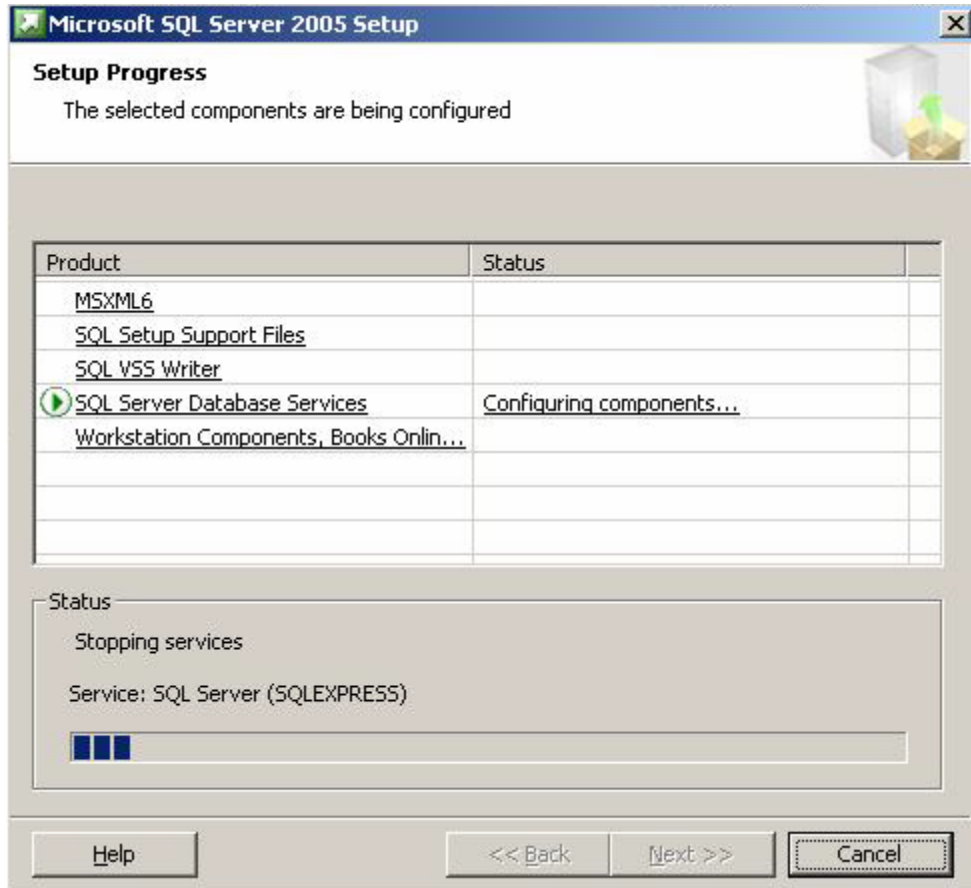 Microsoft SQL Server 2005 Setup
Setup Progress
The selected components are being configured
Product Status
MSXML6
SQL Setup Support Files
SQL VSS Writer
SQL Server Database Services Configuring components...
Workstation Components, Books Onlin...
Status
Stopping services
Service: SQL Server (SQLEXPRESS)
Help << Back Next >> Cancel